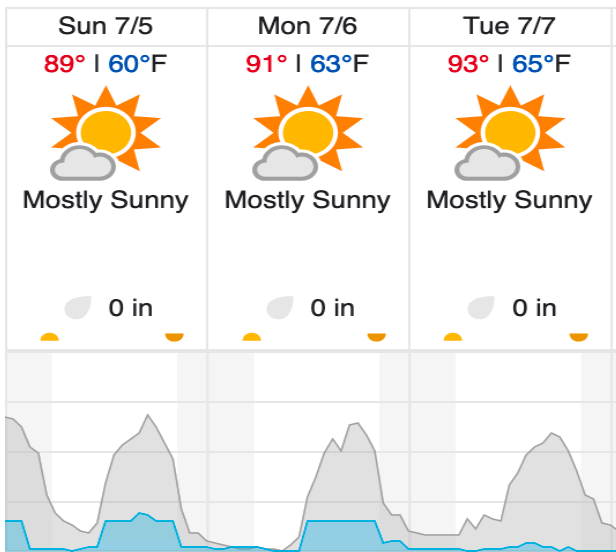 Sun 7/5 Mon 7/6 Tue 7/7
89° | 60°F 91° | 63°F 93° | 65°F
Mostly Sunny Mostly Sunny Mostly Sunny
0 in 0 in 0 in